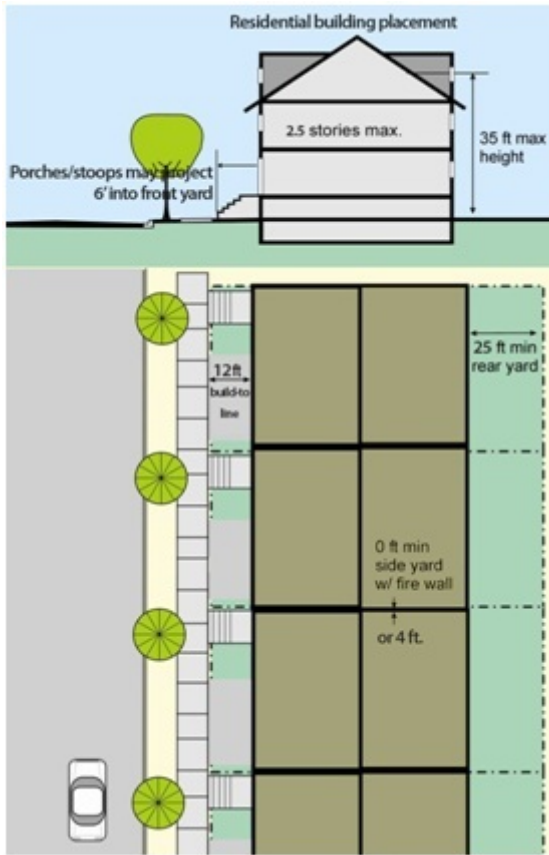 Residential building placement
2.5 stories max.
35 ft max
height
Porches/stoops may project
6' into front yard
25 ft min
rear yard
12ft
build-to
line
0 ft min
side yard
w/ fire wall
or 4 ft.